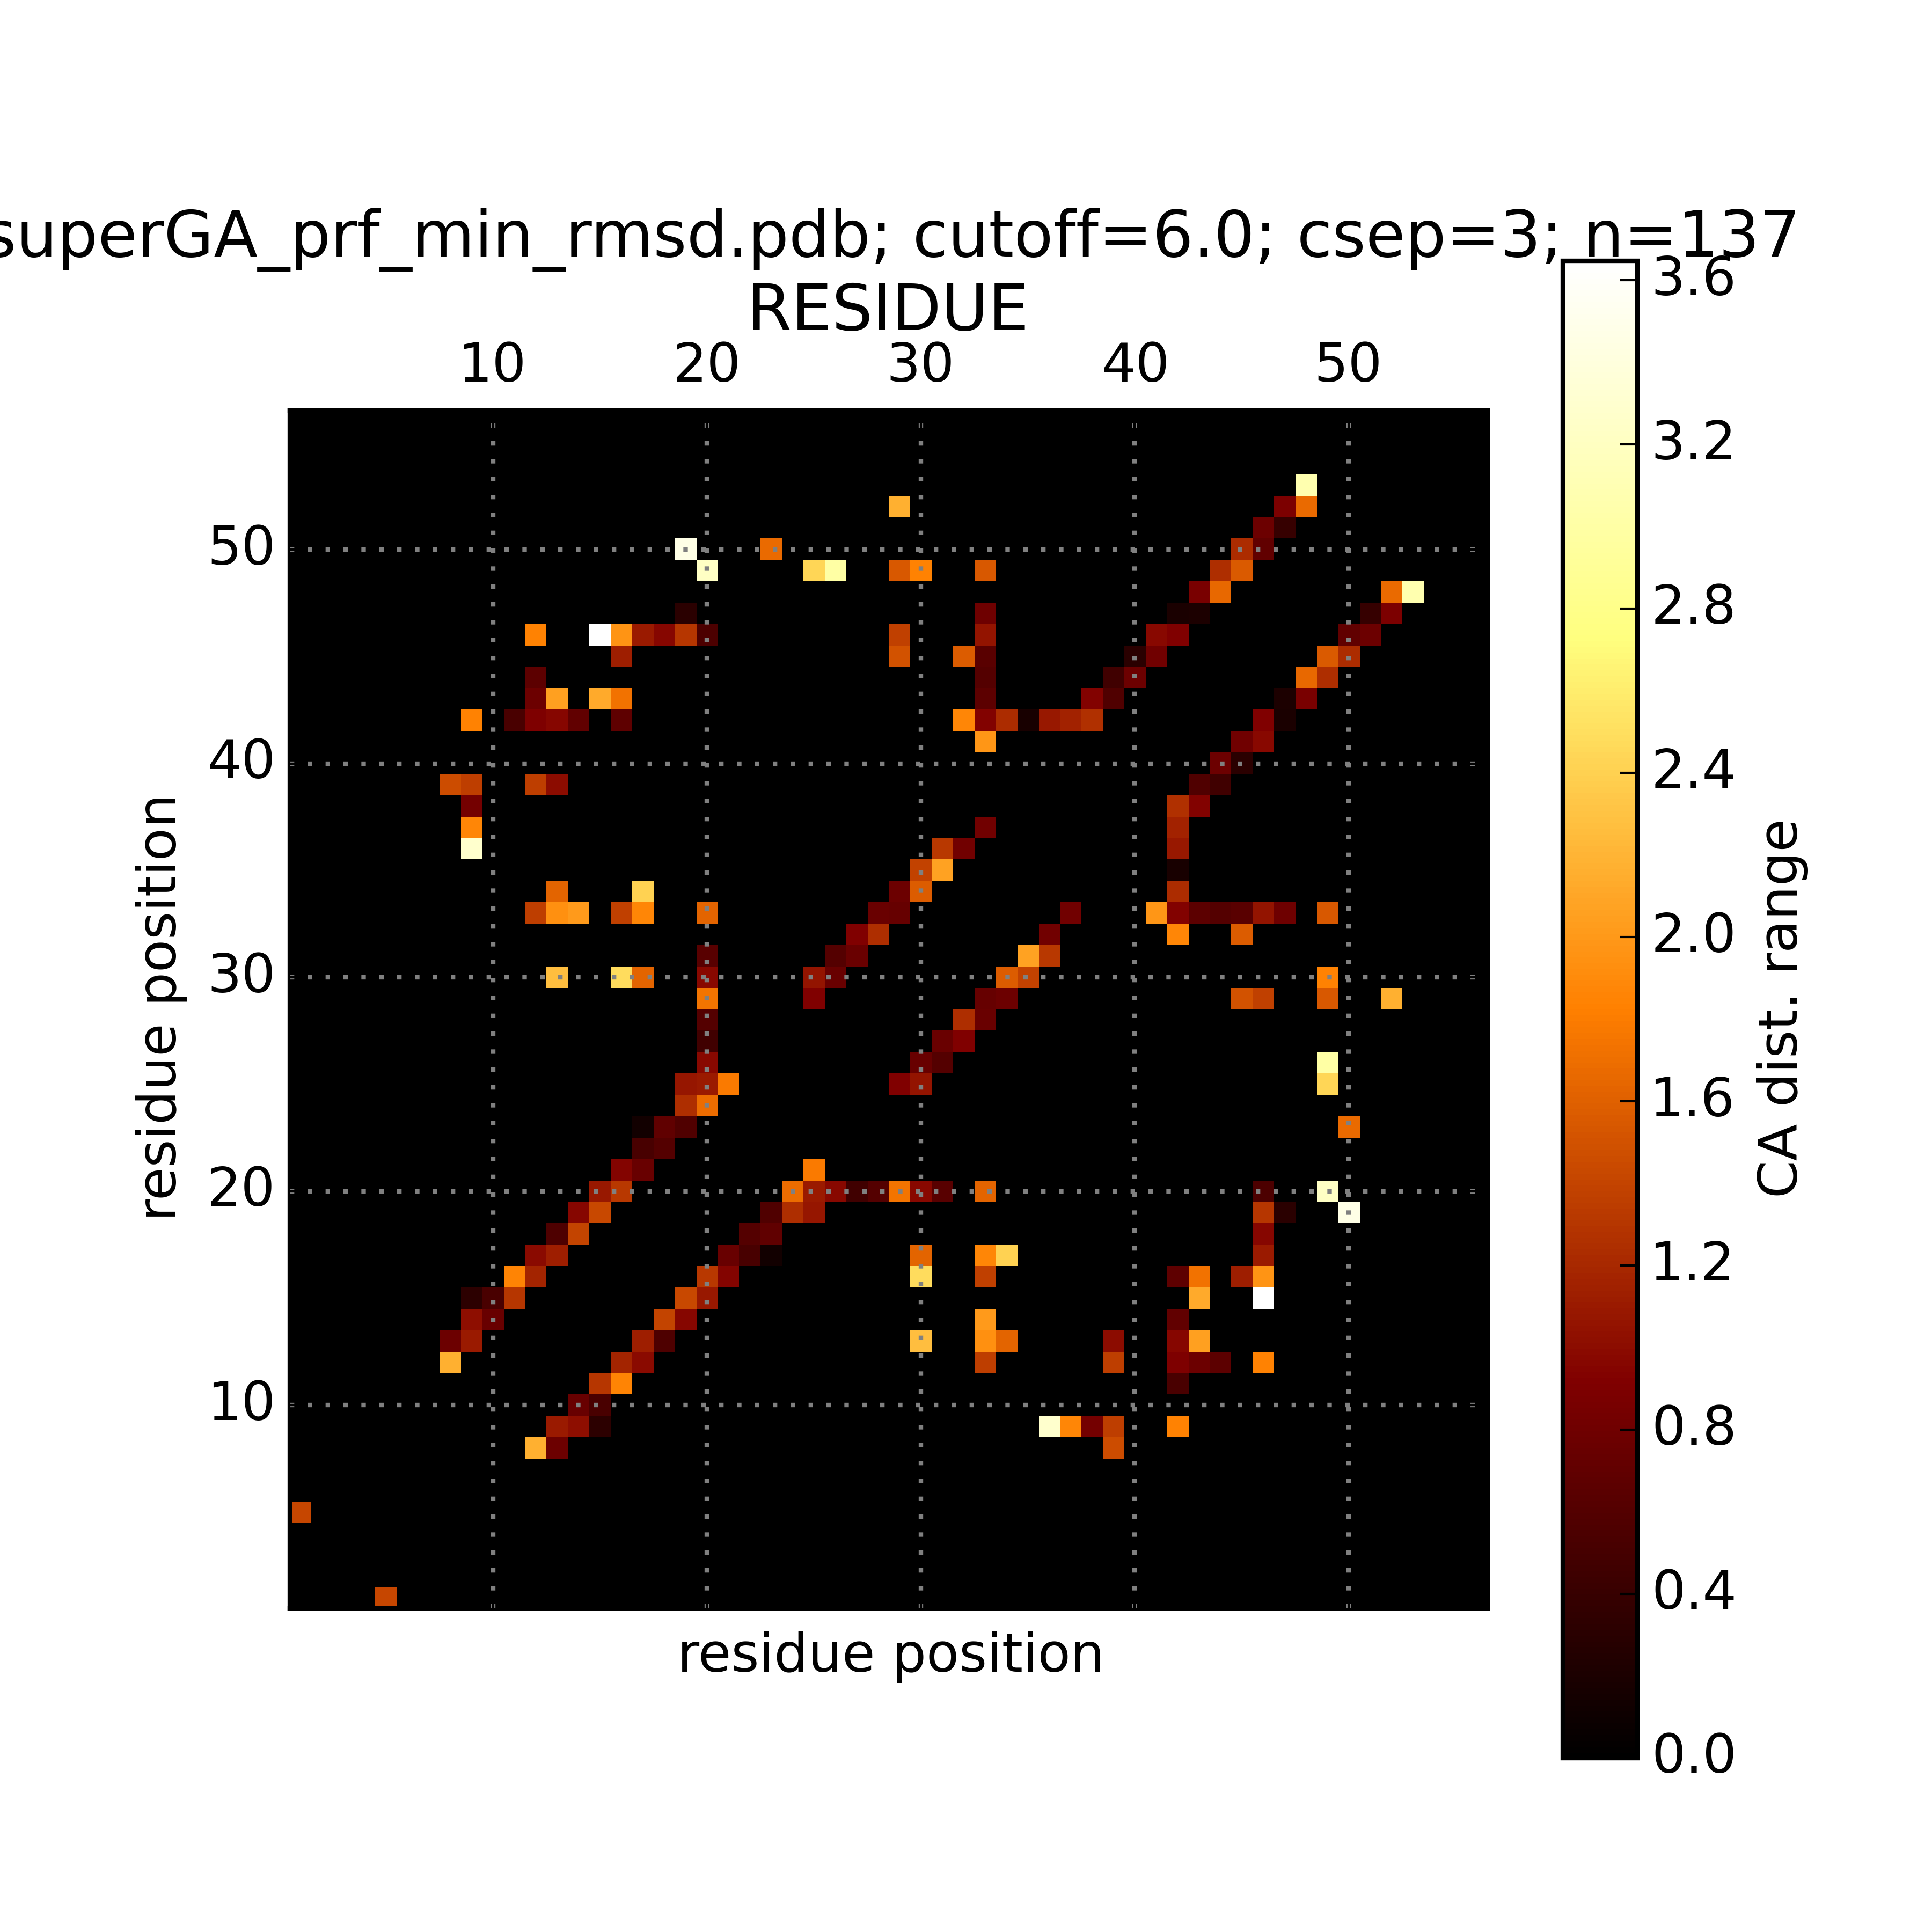 superGA_prf_min_rmsd.pdb; cutoff=6.0; csep=3; n=137
RESIDUE
10 20 30 40 50
50
40
30
20
10
residue position
residue position
3.6
3.2
2.8
2.4
2.0
1.6
1.2
0.8
0.4
0.0
CA dist. range